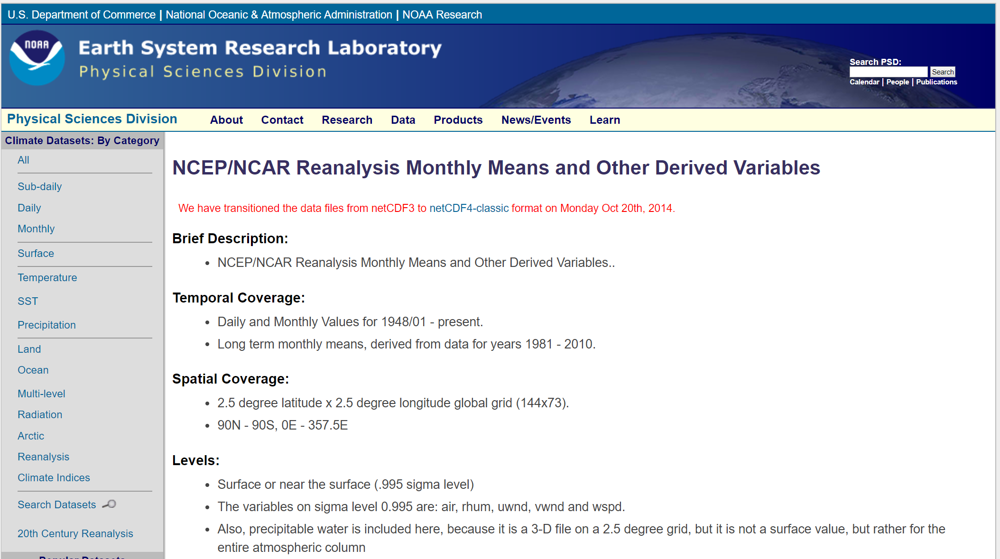 U.S. Department of Commerce | National Oceanic & Atmospheric Administration | NOAA Research
NOAA
Earth System Research Laboratory
Physical Sciences Division
Search PSD:
Search
Calendar | People | Publications
Physical Sciences Division
About
Contact
Research
Data
Products
News/Events
Learn
Climate Datasets: By Category
All
Sub-daily
Daily
Monthly
Surface
Temperature
SST
Precipitation
Land
Ocean
Multi-level
Radiation
Arctic
Reanalysis
Climate Indices
Search Datasets
20th Century Reanalysis
Popular Datasets
NCEP/NCAR Reanalysis Monthly Means and Other Derived Variables
We have transitioned the data files from netCDF3 to netCDF4-classic format on Monday Oct 20th, 2014.
Brief Description:
• NCEP/NCAR Reanalysis Monthly Means and Other Derived Variables..
Temporal Coverage:
• Daily and Monthly Values for 1948/01 - present.
• Long term monthly means, derived from data for years 1981 - 2010.
Spatial Coverage:
• 2.5 degree latitude x 2.5 degree longitude global grid (144x73).
• 90N - 90S, 0E - 357.5E
Levels:
• Surface or near the surface (.995 sigma level)
• The variables on sigma level 0.995 are: air, rhum, uwnd, vwnd and wspd.
• Also, precipitable water is included here, because it is a 3-D file on a 2.5 degree grid, but it is not a surface value, but rather for the
entire atmospheric column